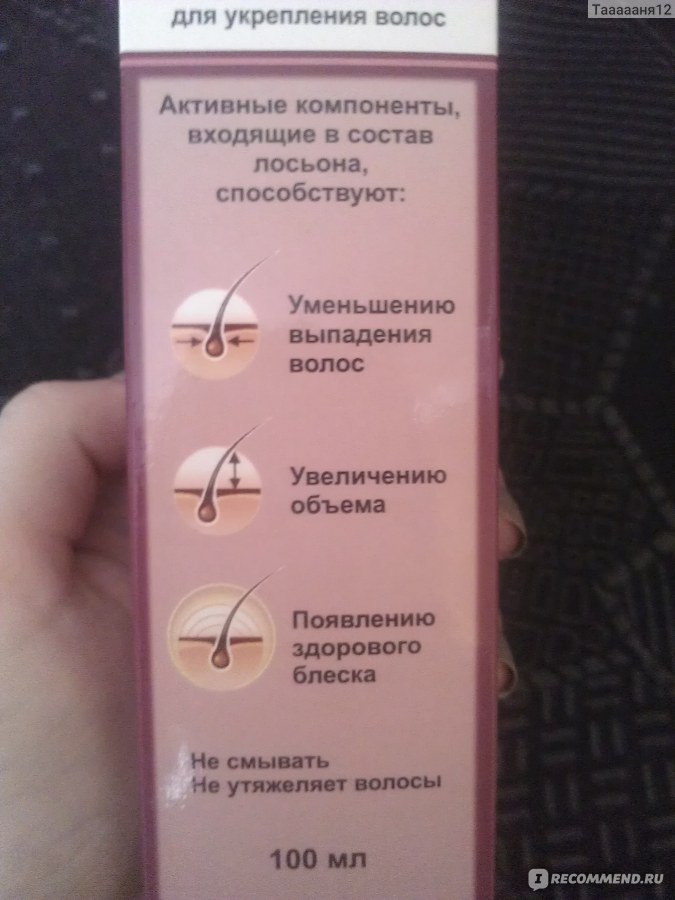 Таааааня12
для укрепления волос
Активные компоненты,
входящие в состав
лосьона,
способствуют:
Уменьшению
выпадения
волос
Увеличению
объема
Появлению
здорового
блеска
Не смывать
Не утяжеляет волосы
100 мл
IRECOMMEND.RU